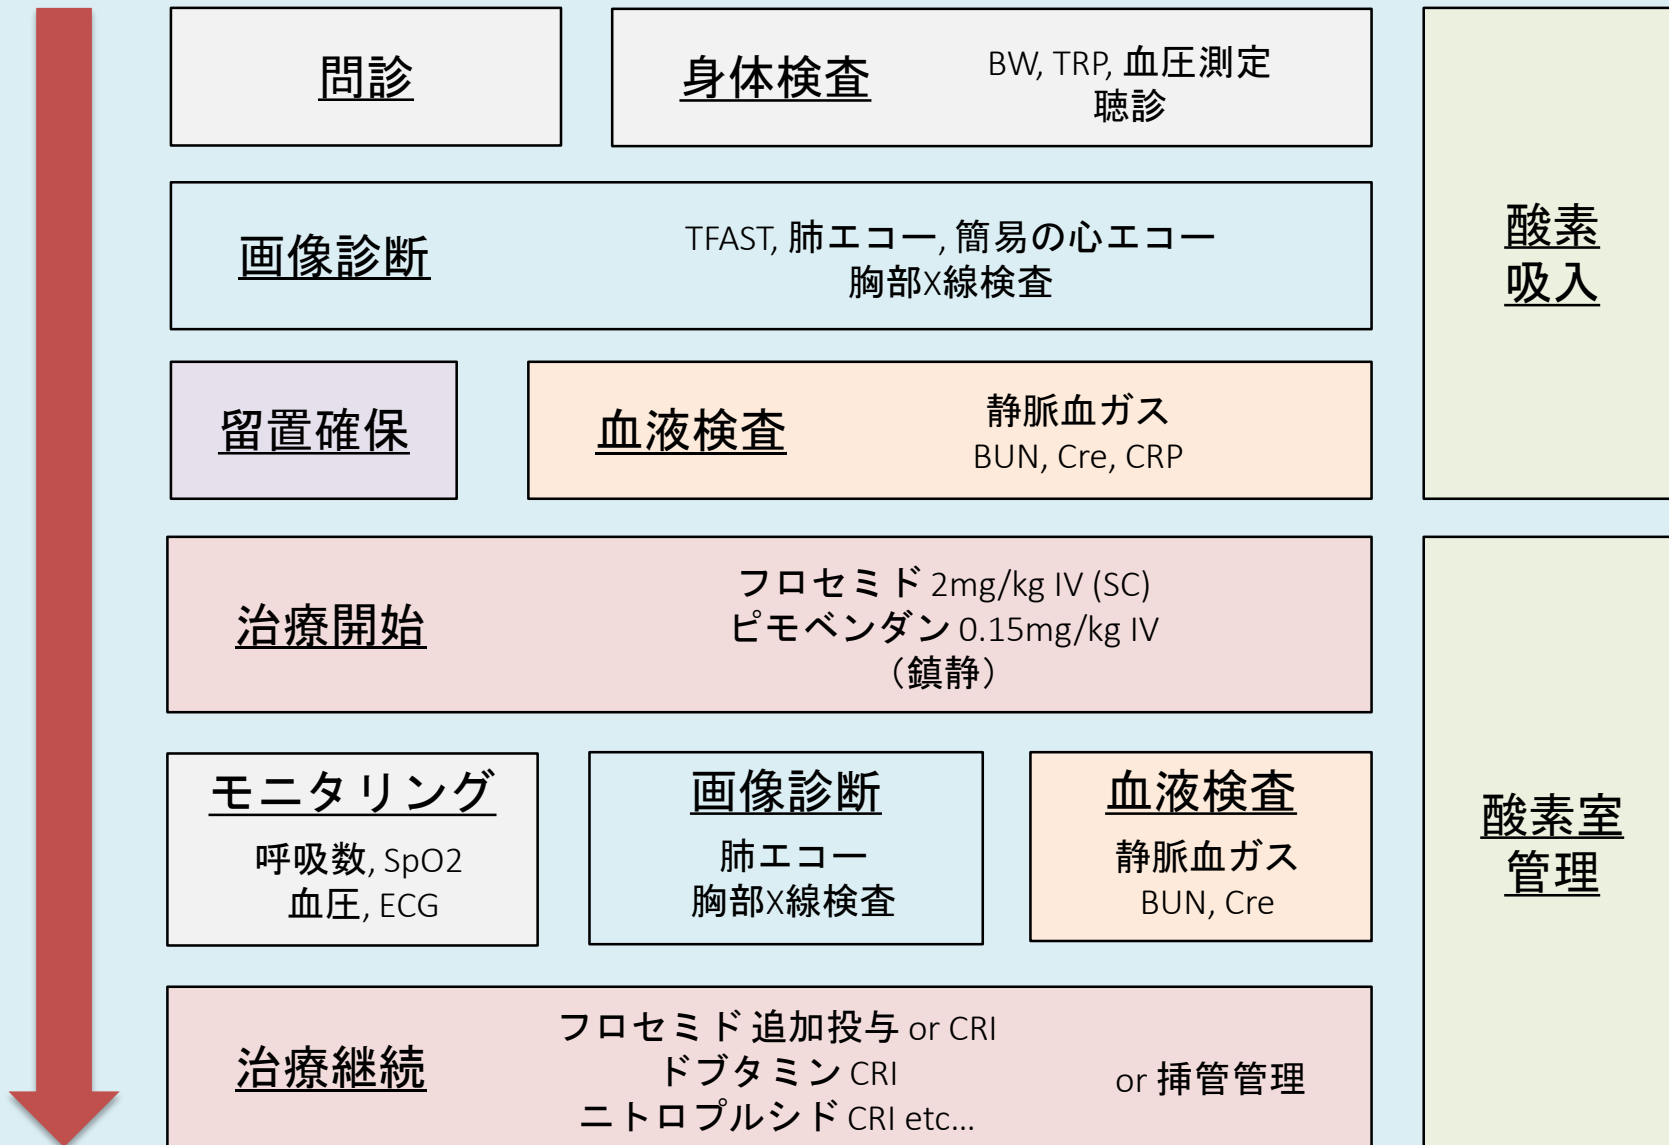 問診
身体検査
BW, TRP, 血圧測定
聴診
画像診断
TFAST, 肺エコー, 簡易の心エコー
胸部X線検査
酸素
吸入
留置確保
血液検査
静脈血ガス
BUN, Cre, CRP
治療開始
フロセミド 2mg/kg IV (SC)
ピモベンダン 0.15mg/kg IV
（鎮静）
モニタリング
呼吸数, SpO2
血圧, ECG
画像診断
肺エコー
胸部X線検査
血液検査
静脈血ガス
BUN, Cre
酸素室
管理
治療継続
フロセミド 追加投与 or CRI
ドブタミン CRI
ニトロプルシド CRI etc...
or 挿管管理